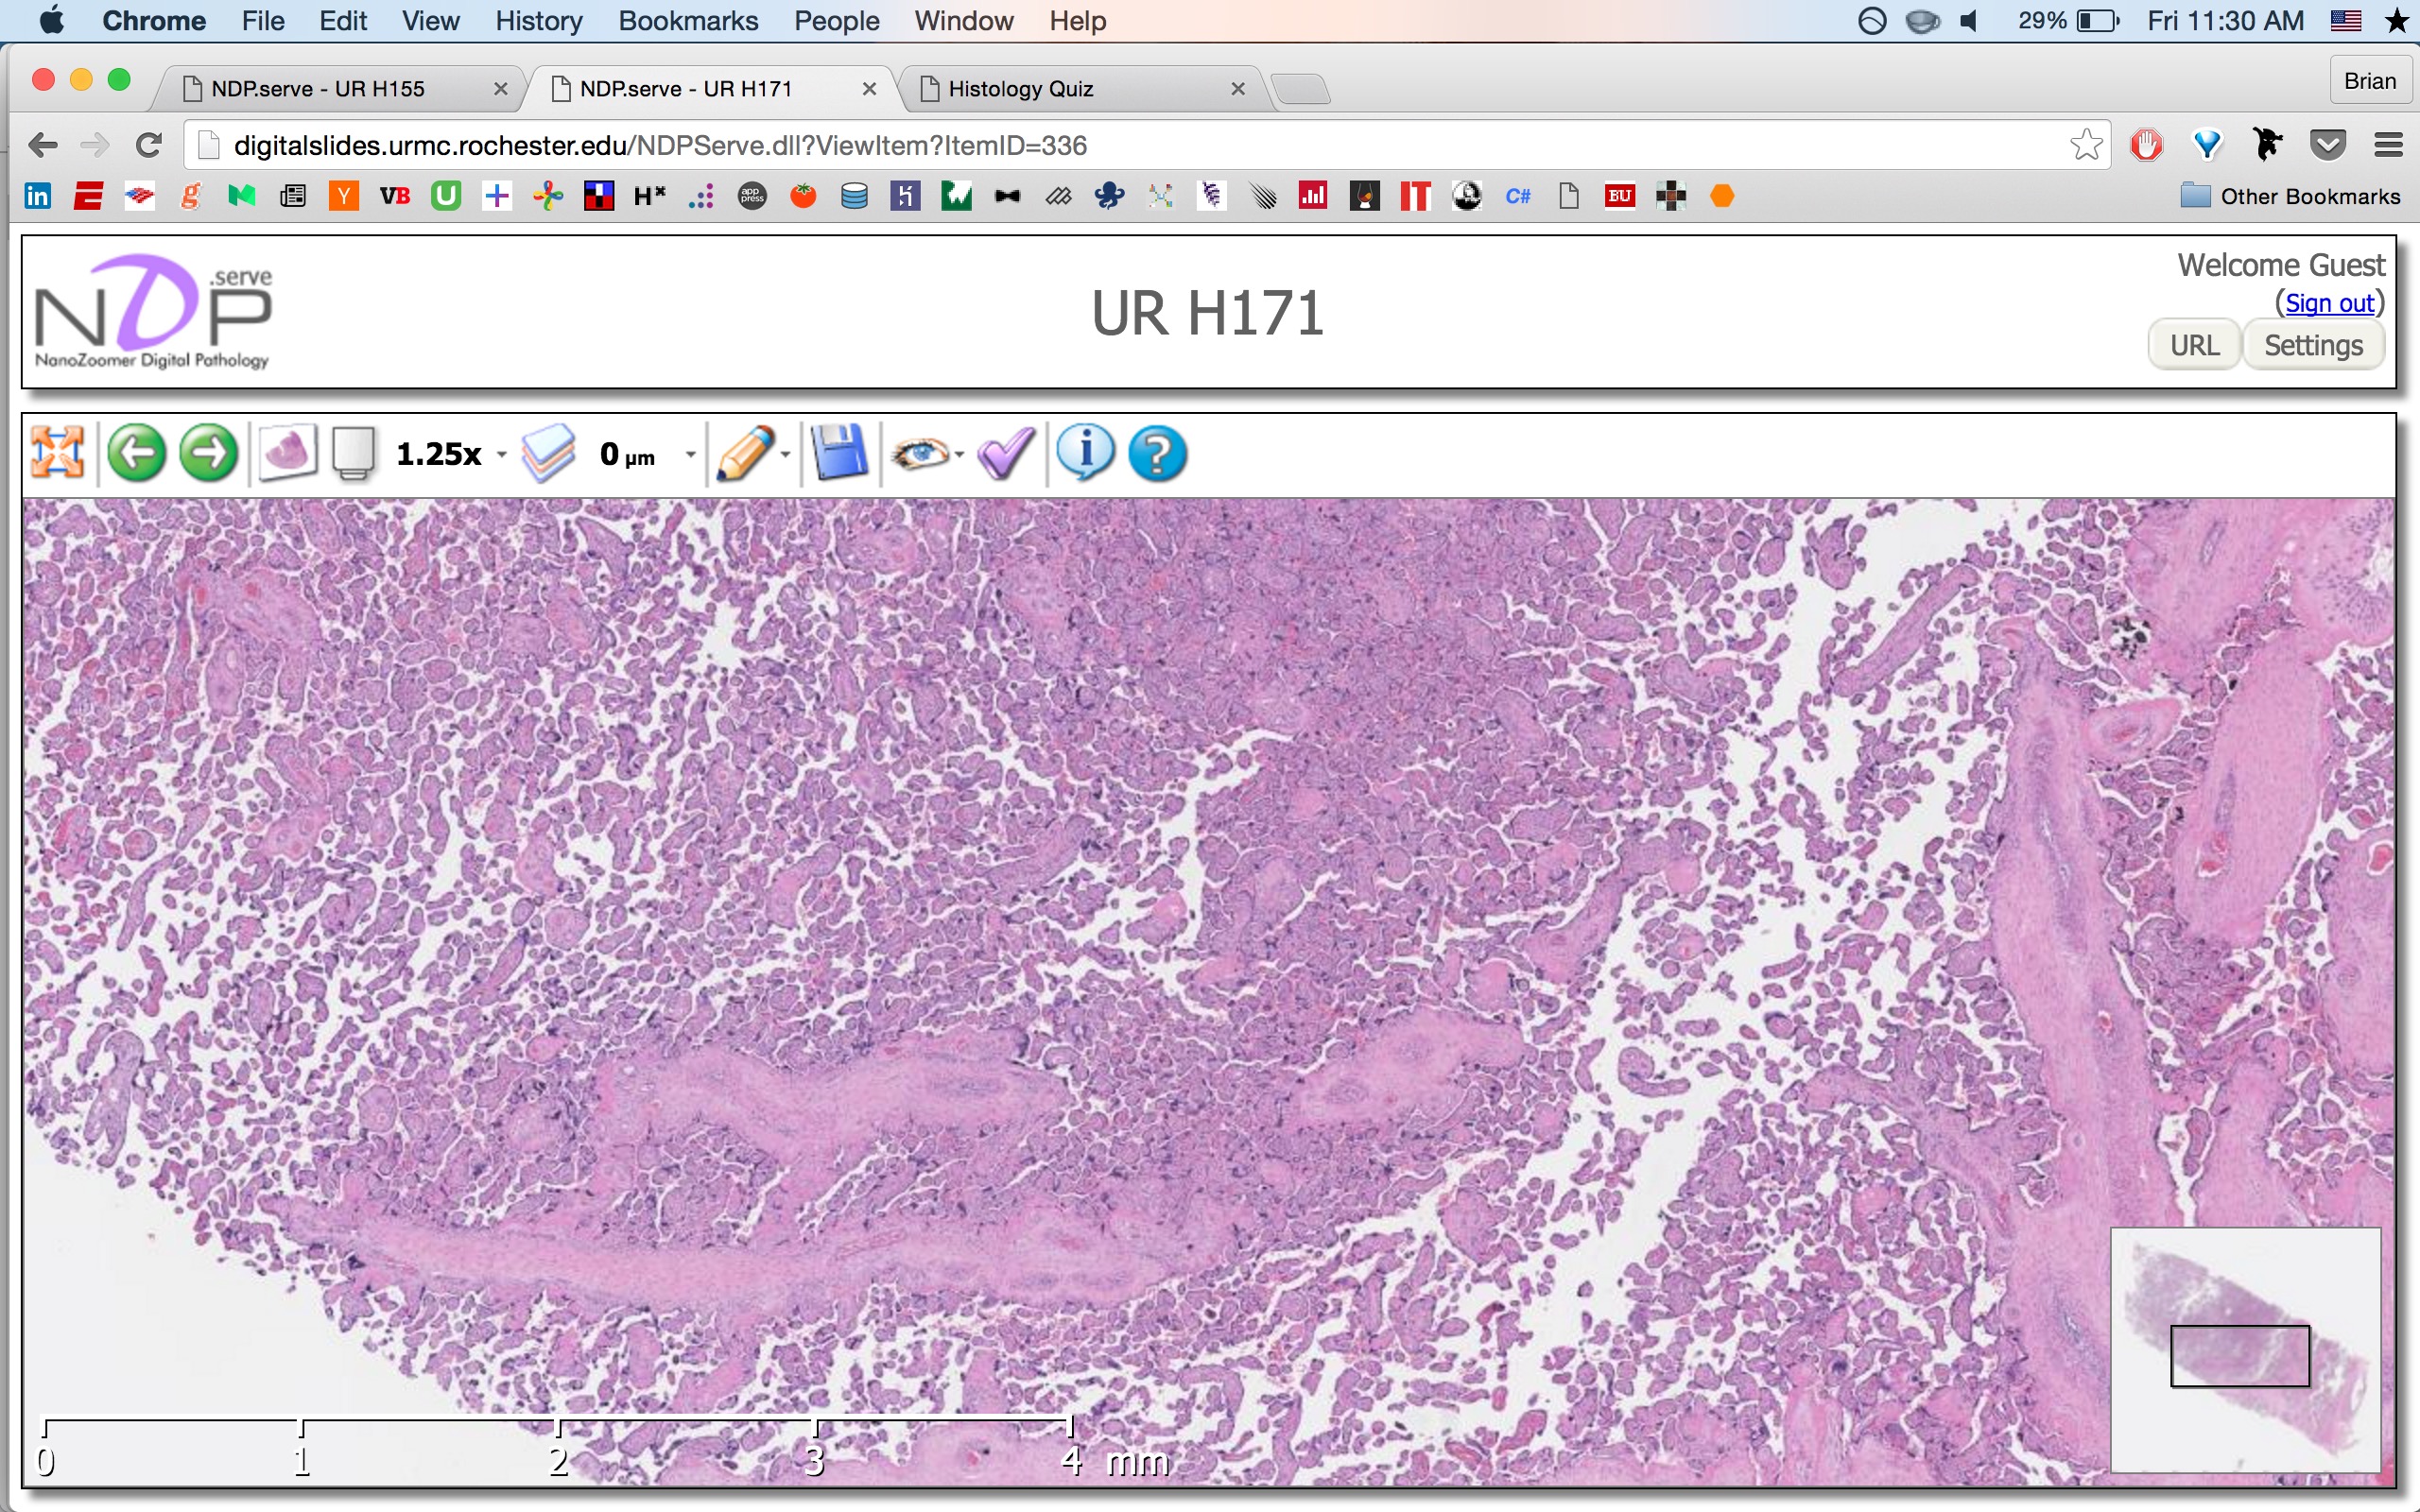 Chrome File Edit View History Bookmarks People Window Help 29% Fri 11:30 AM
NDP.serve - UR H155 NDP.serve - UR H171 Histology Quiz Brian
digitalslides.urmc.rochester.edu/NDPServe.dll?ViewItem?ItemID=336
in VB U H app press IT C# BU Other Bookmarks
NDP .serve
NanoZoomer Digital Pathology
UR H171
Welcome Guest
(Sign out)
URL Settings
1.25x 0 µm
0 1 2 3 4 mm